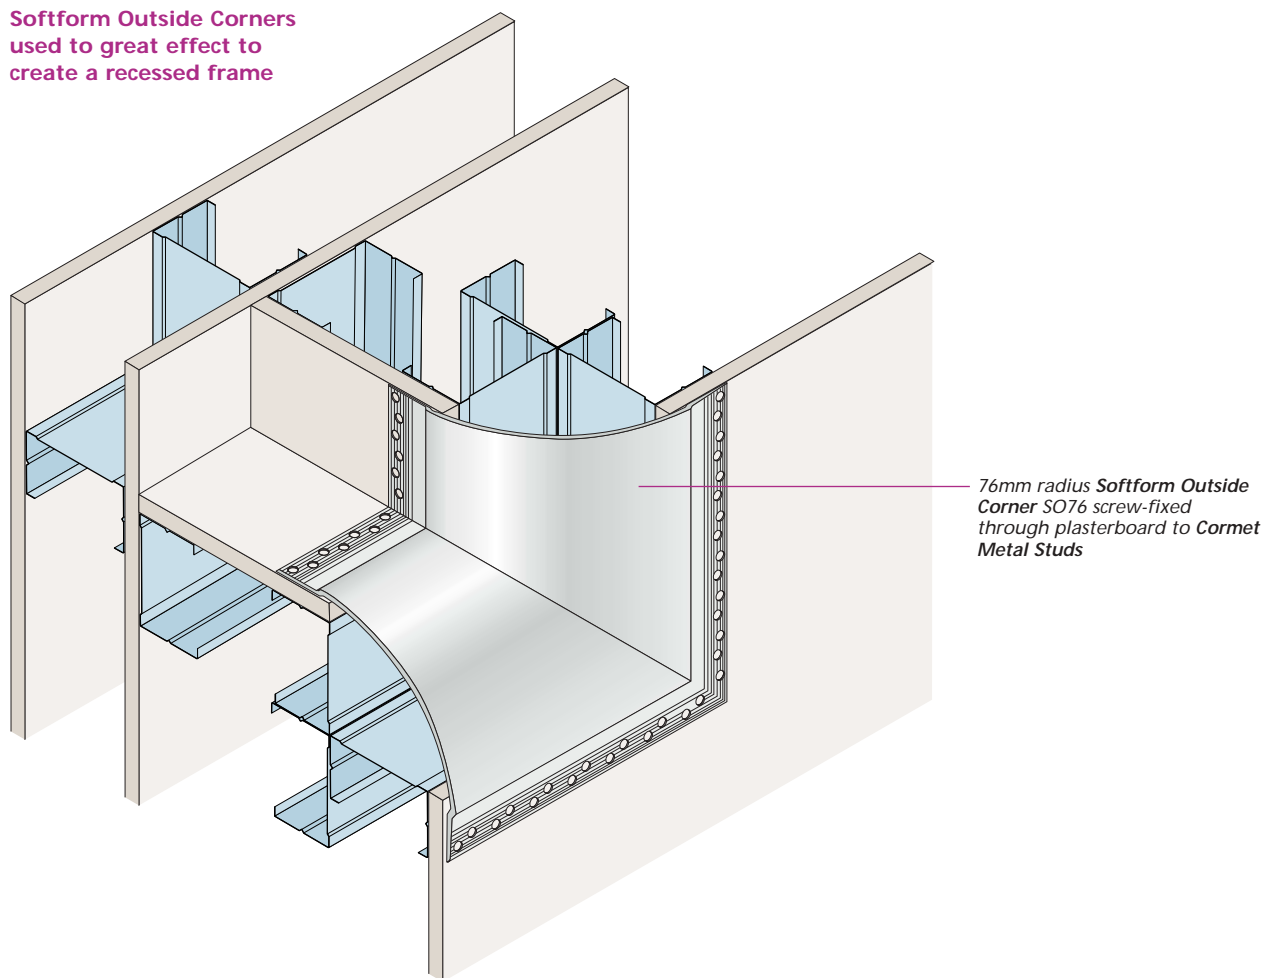 Softform Outside Corners
used to great effect to
create a recessed frame
76mm radius Softform Outside
Corner SO76 screw-fixed
through plasterboard to Cormet
Metal Studs